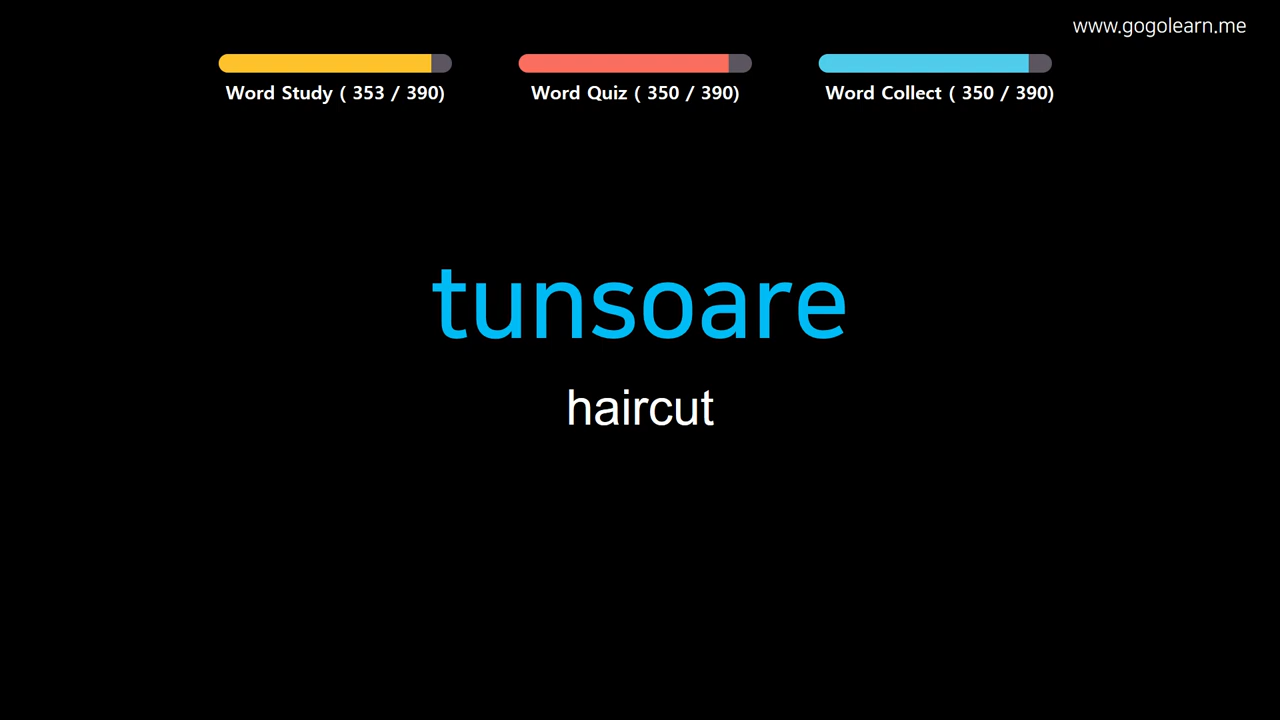 www.gogolearn.me
Word Study ( 353 / 390)
Word Quiz ( 350 / 390)
Word Collect ( 350 / 390)
tunsoare
haircut